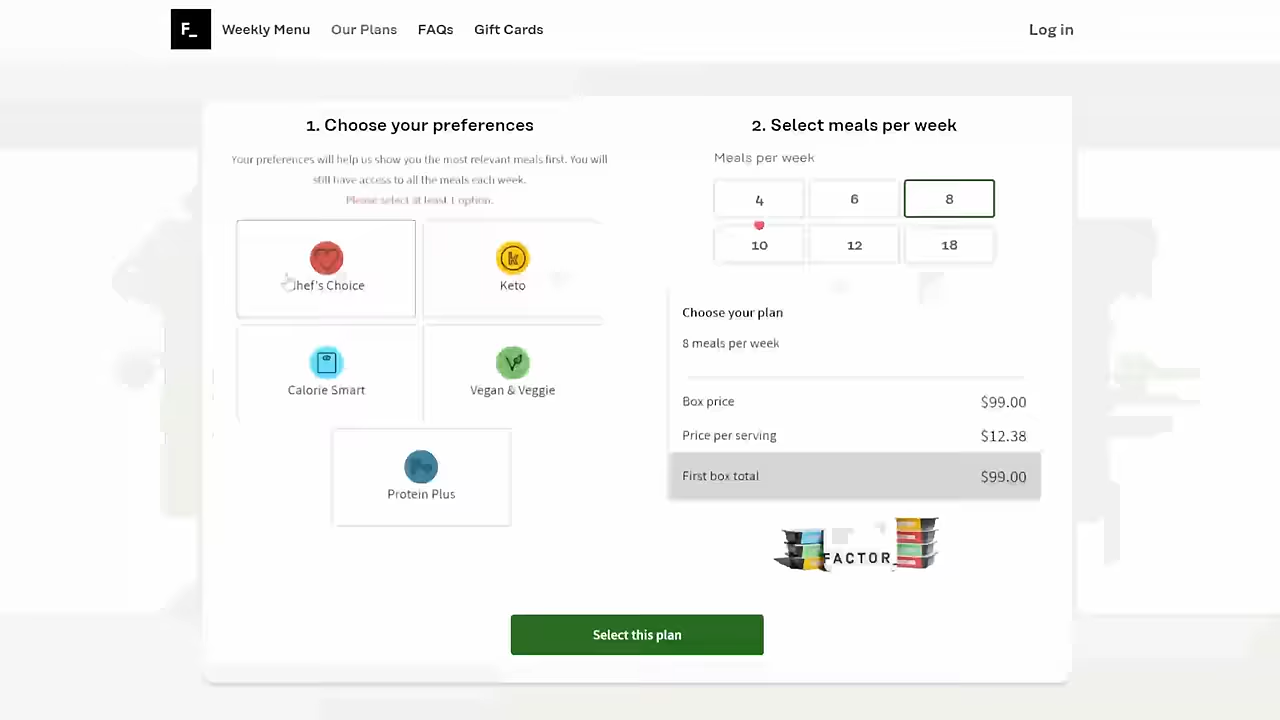 F_
Weekly Menu
Our Plans
FAQs
Gift Cards
Log in
1. Choose your preferences
Your preferences will help us show you the most relevant meals first. You will
still have access to all the meals each week.
Please select at least 1 option.
Chef's Choice
Keto
Calorie Smart
Vegan & Veggie
Protein Plus
2. Select meals per week
Meals per week
4
6
8
10
12
18
Choose your plan
8 meals per week
Box price
$99.00
Price per serving
$12.38
First box total
$99.00
FACTOR_
Select this plan